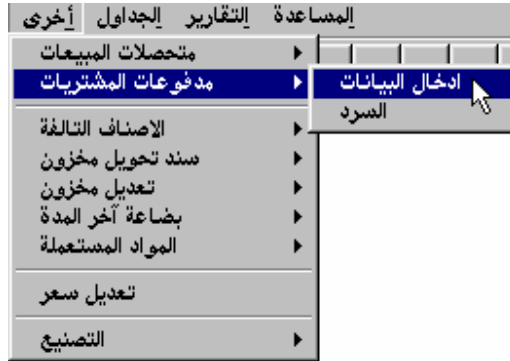 أخرى الجداول التقارير المساعدة
متحصلات المبيعات
مدفوعات المشتريات
ادخال البيانات
السرد
الاصناف التالفة
سند تحويل مخزون
تعديل مخزون
بضاعة آخر المدة
المواد المستعملة
تعديل سعر
التصنيع